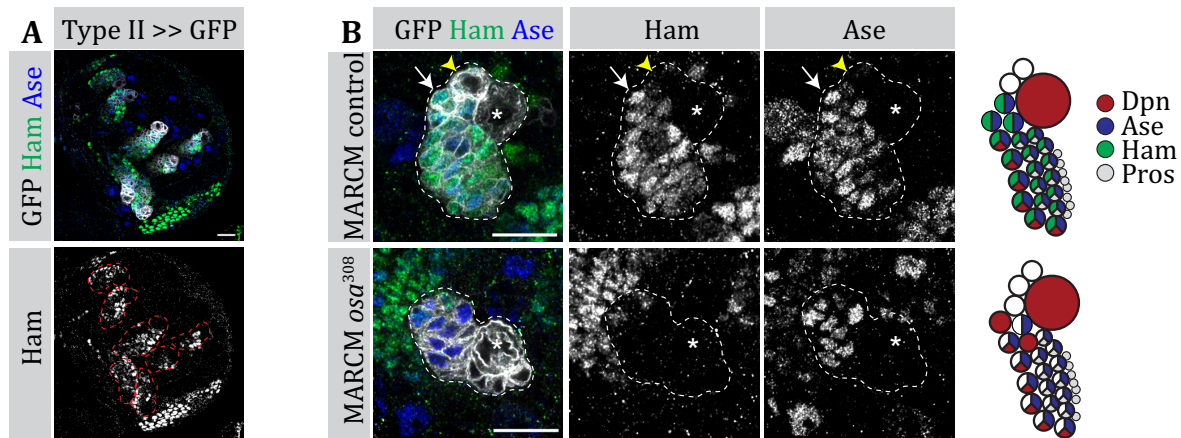 A
Type II >> GFP
GFP Ham Ase
Ham
B
GFP Ham Ase
Ham
Ase
MARCM control
*
*
*
MARCM osa³⁰⁸
*
*
*
Dpn
Ase
Ham
Pros